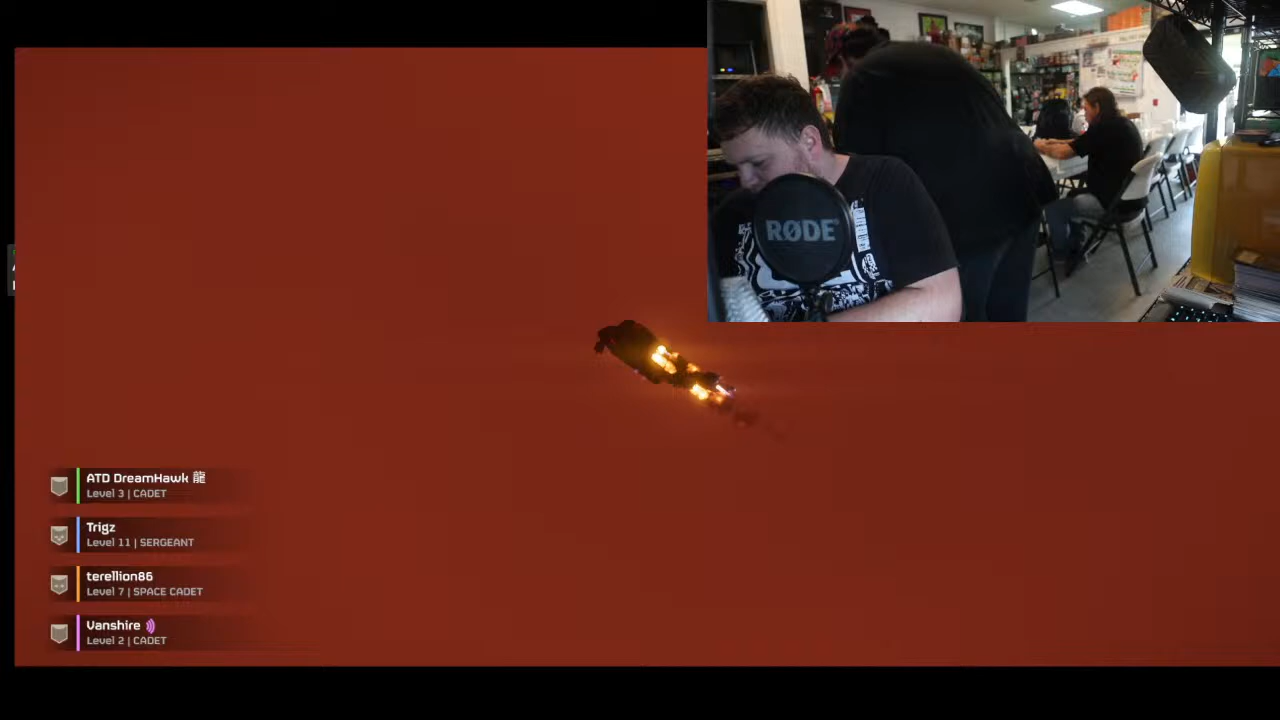 RØDE
ATD DreamHawk 龍
Level 3 | CADET
Trigz
Level 11 | SERGEANT
terellion86
Level 7 | SPACE CADET
Vanshire
Level 2 | CADET